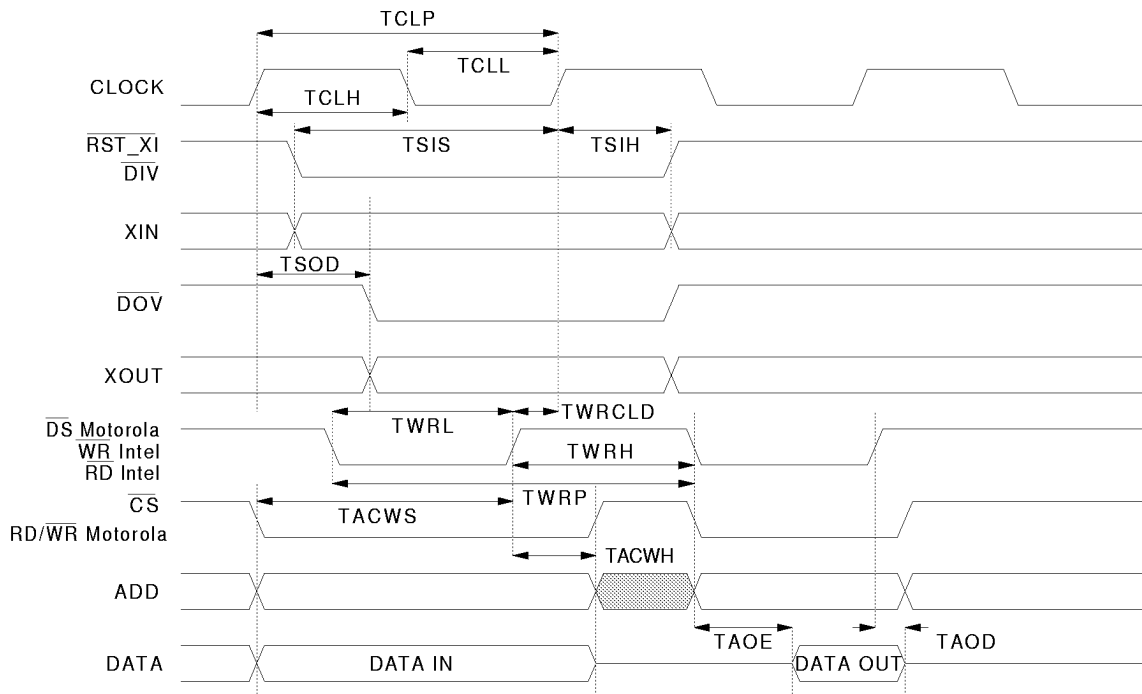 TCLP
TCLL
CLOCK
TCLH
RST_XI
TSIS
TSIH
DIV
XIN
TSOD
DOV
XOUT
TWRL
TWRCLD
DS Motorola
WR Intel
TWRH
RD Intel
TWRP
CS
TACWS
RD/WR Motorola
TACWH
ADD
TAOE
TAOD
DATA
DATA IN
DATA OUT